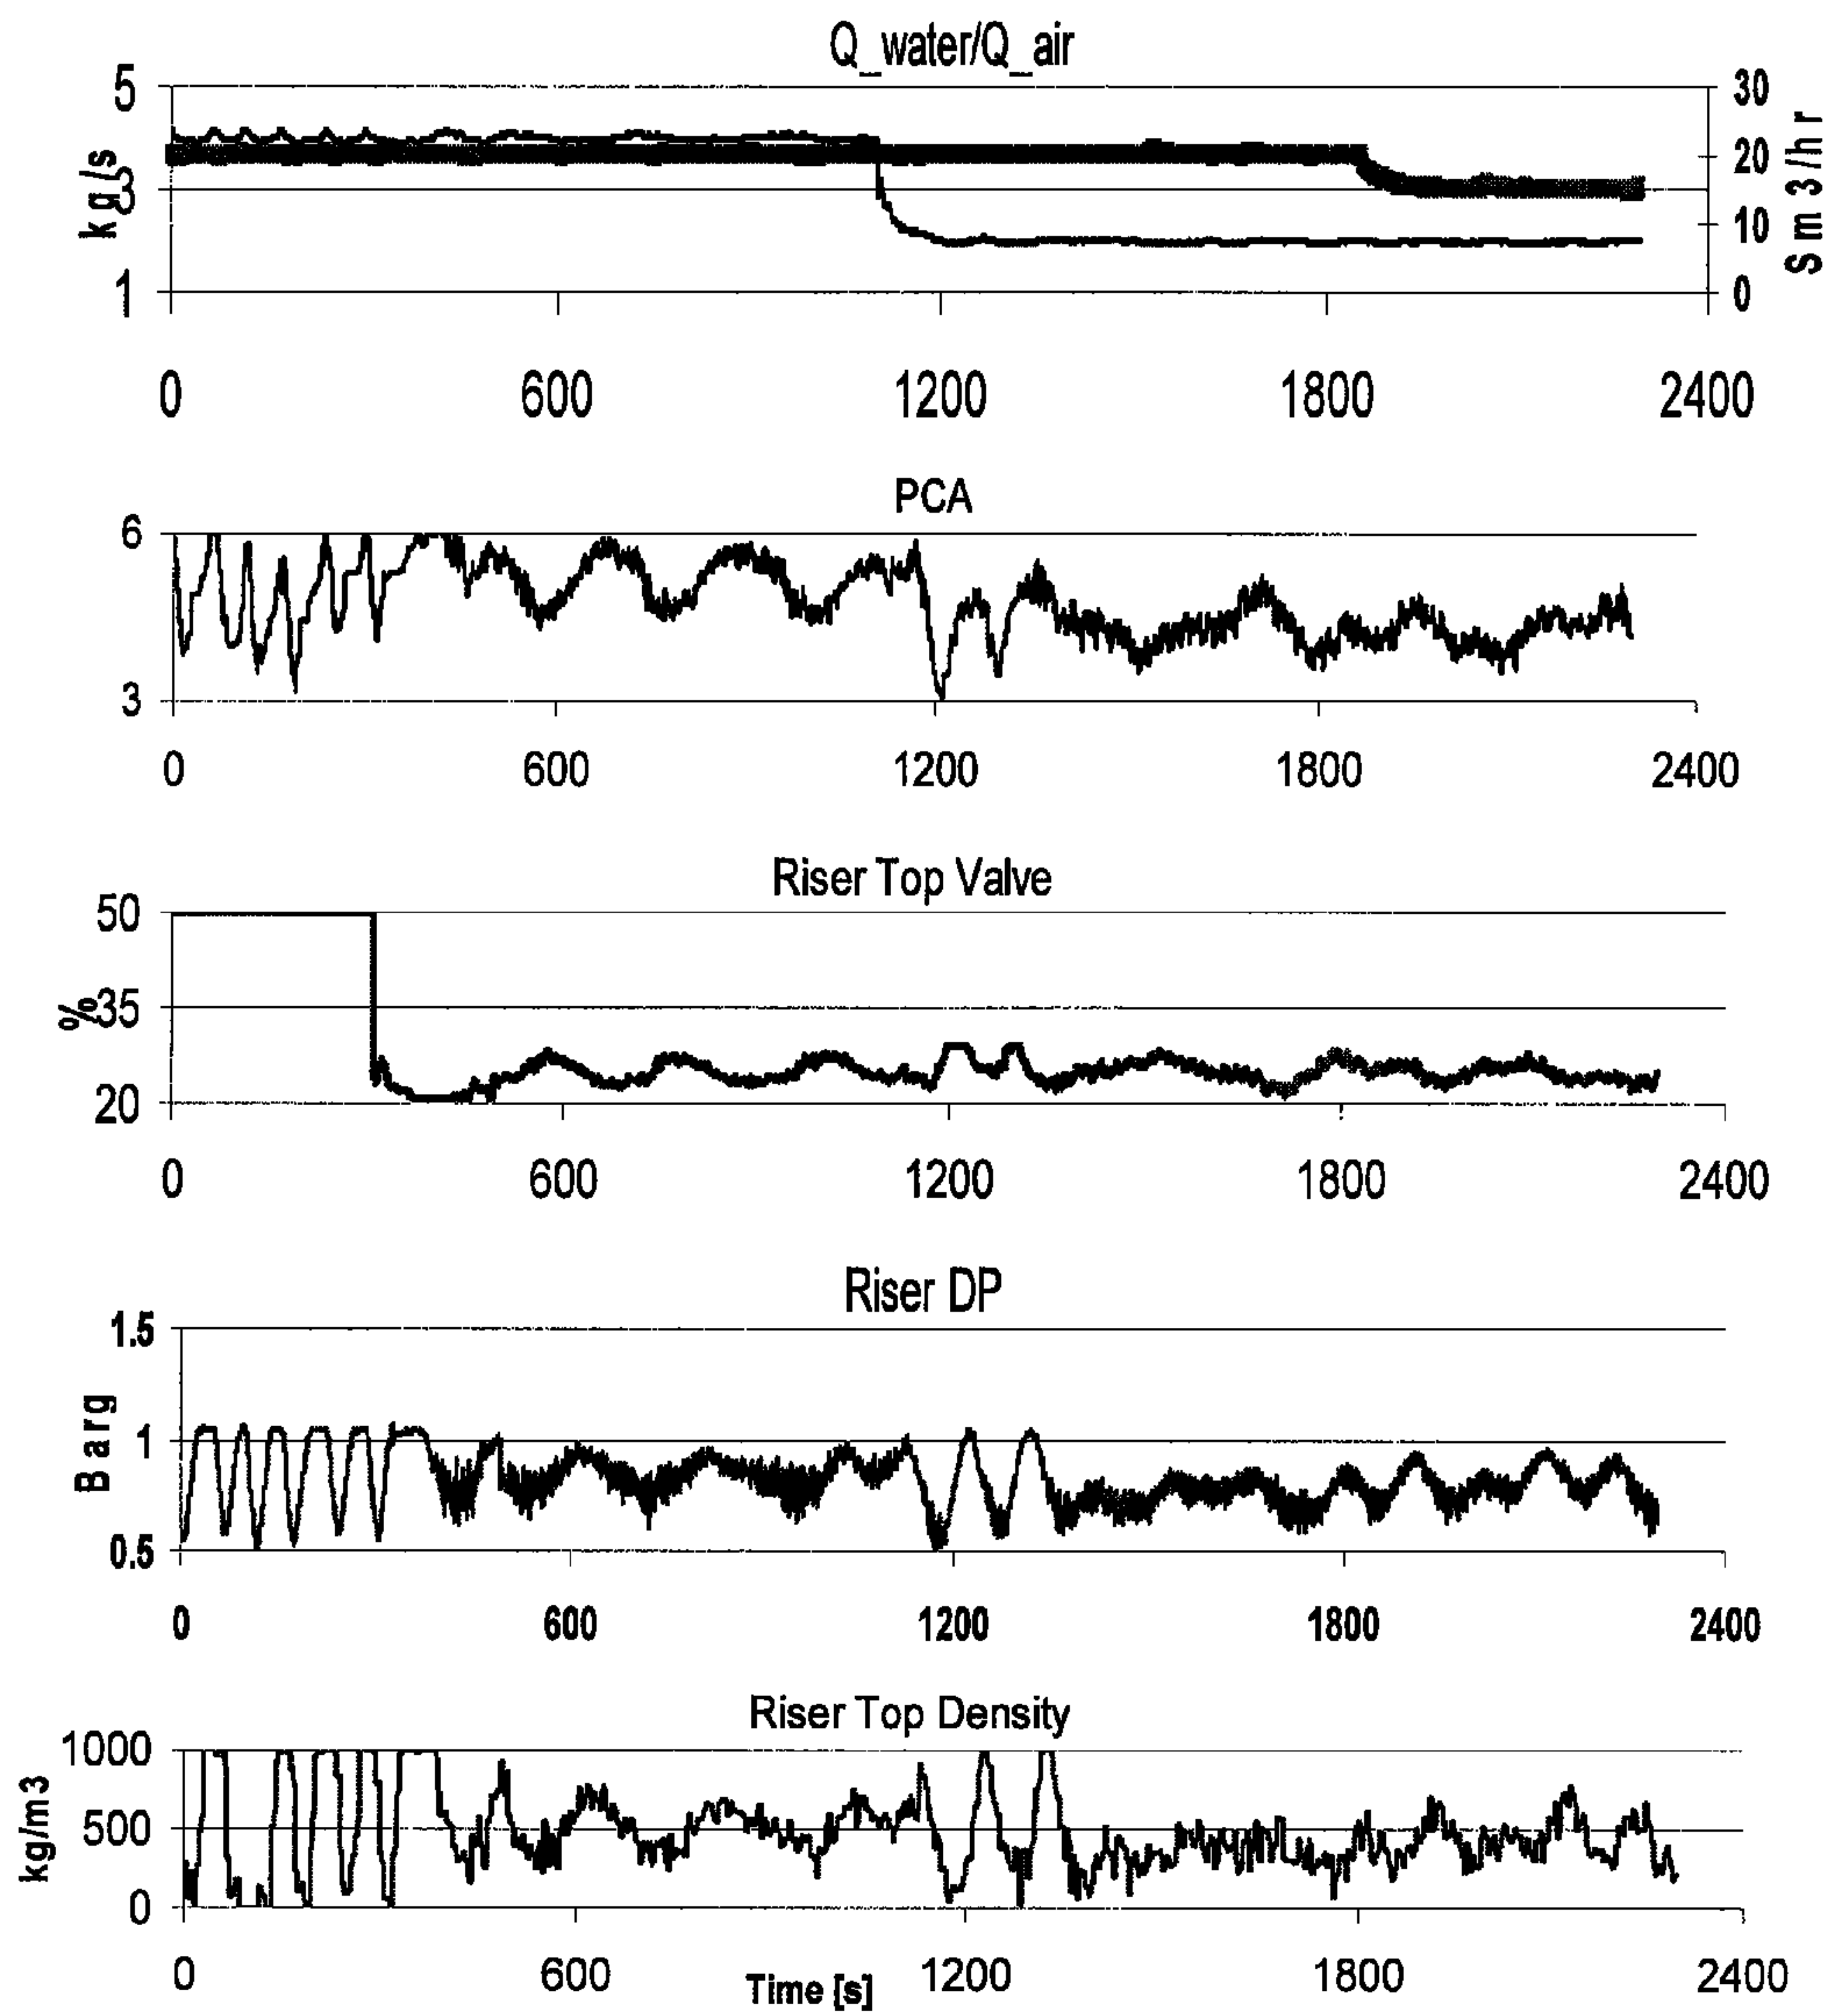 Q_water/Q_air
5
3
1
kg/s
30
20
10
0
Sm3/hr
0 600 1200 1800 2400
PCA
6
3
0 600 1200 1800 2400
Riser Top Valve
50
35
20
%
0 600 1200 1800 2400
Riser DP
1.5
1
0.5
Barg
0 600 1200 1800 2400
Riser Top Density
1000
500
0
kg/m3
0 600 1200 1800 2400
Time [s]